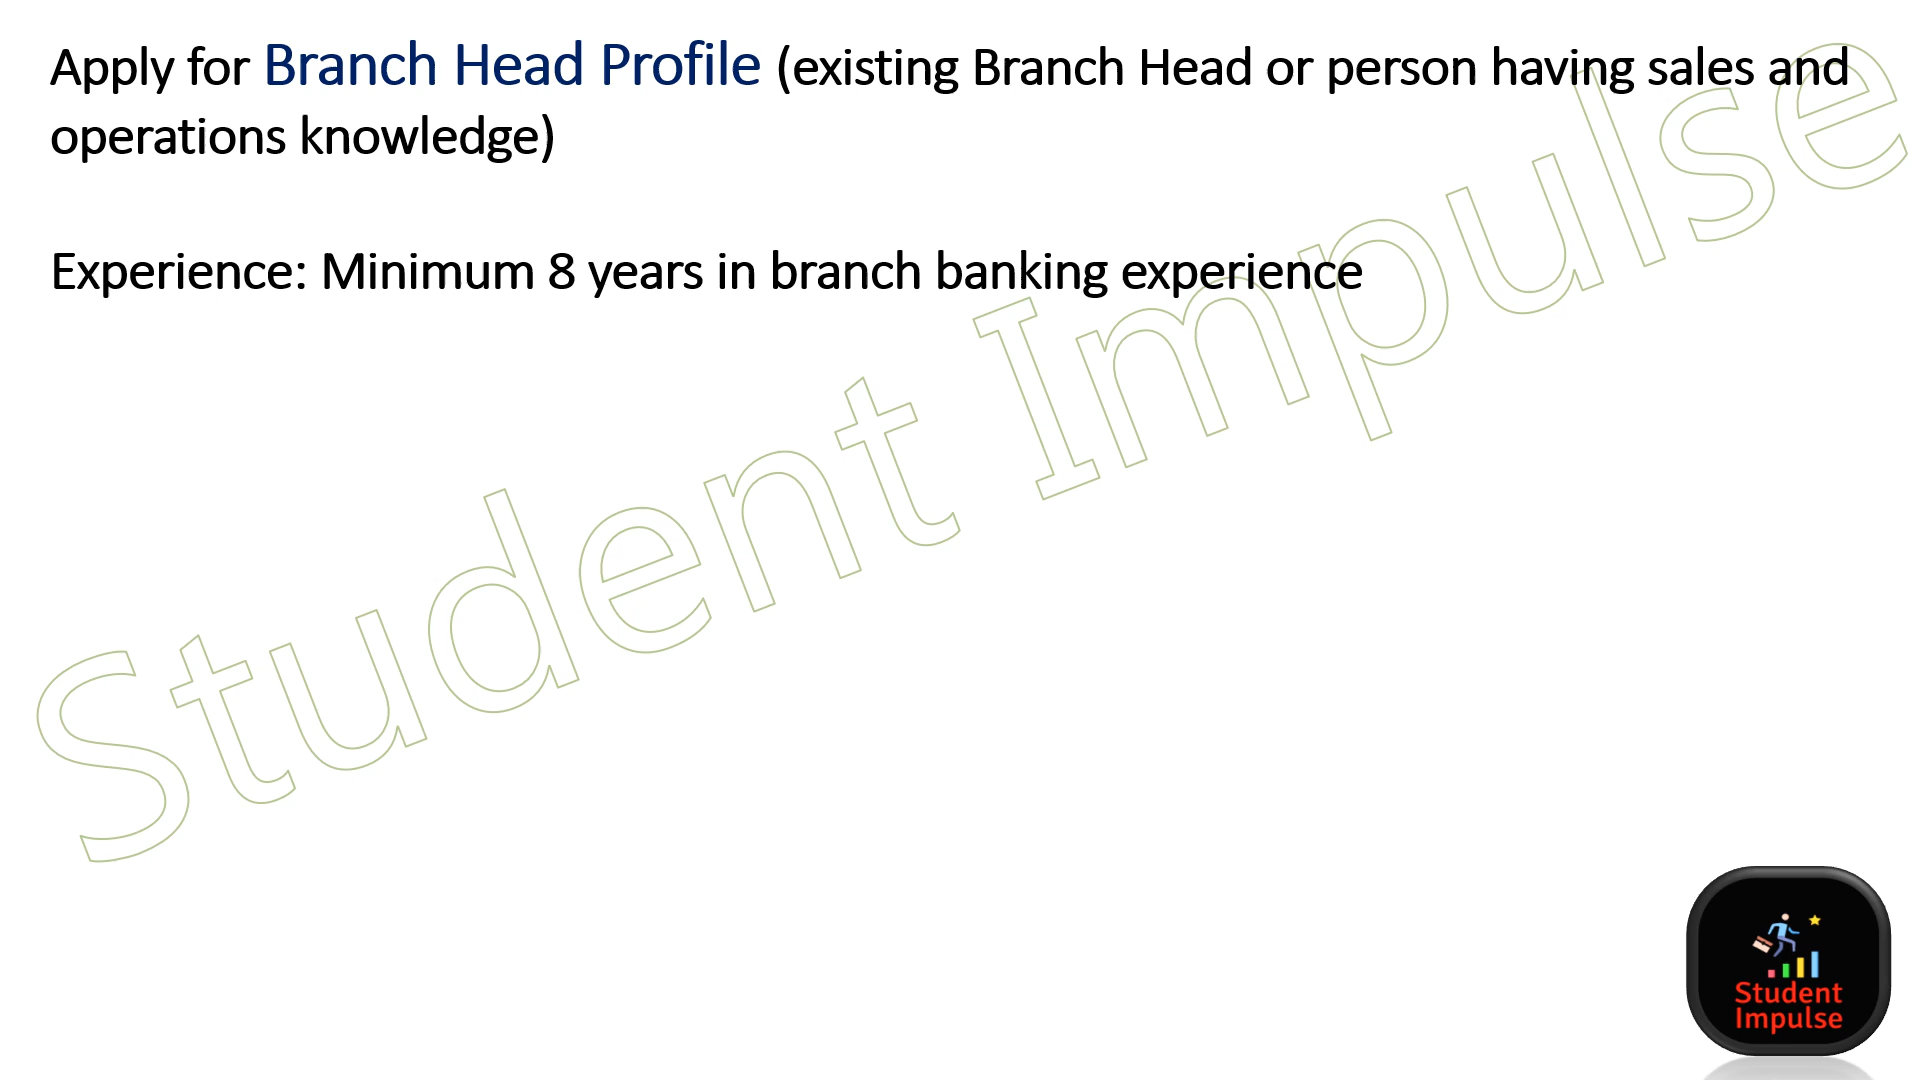 Apply for Branch Head Profile (existing Branch Head or person having sales and
operations knowledge)
Experience: Minimum 8 years in branch banking experience
Student Impulse
Student
Impulse